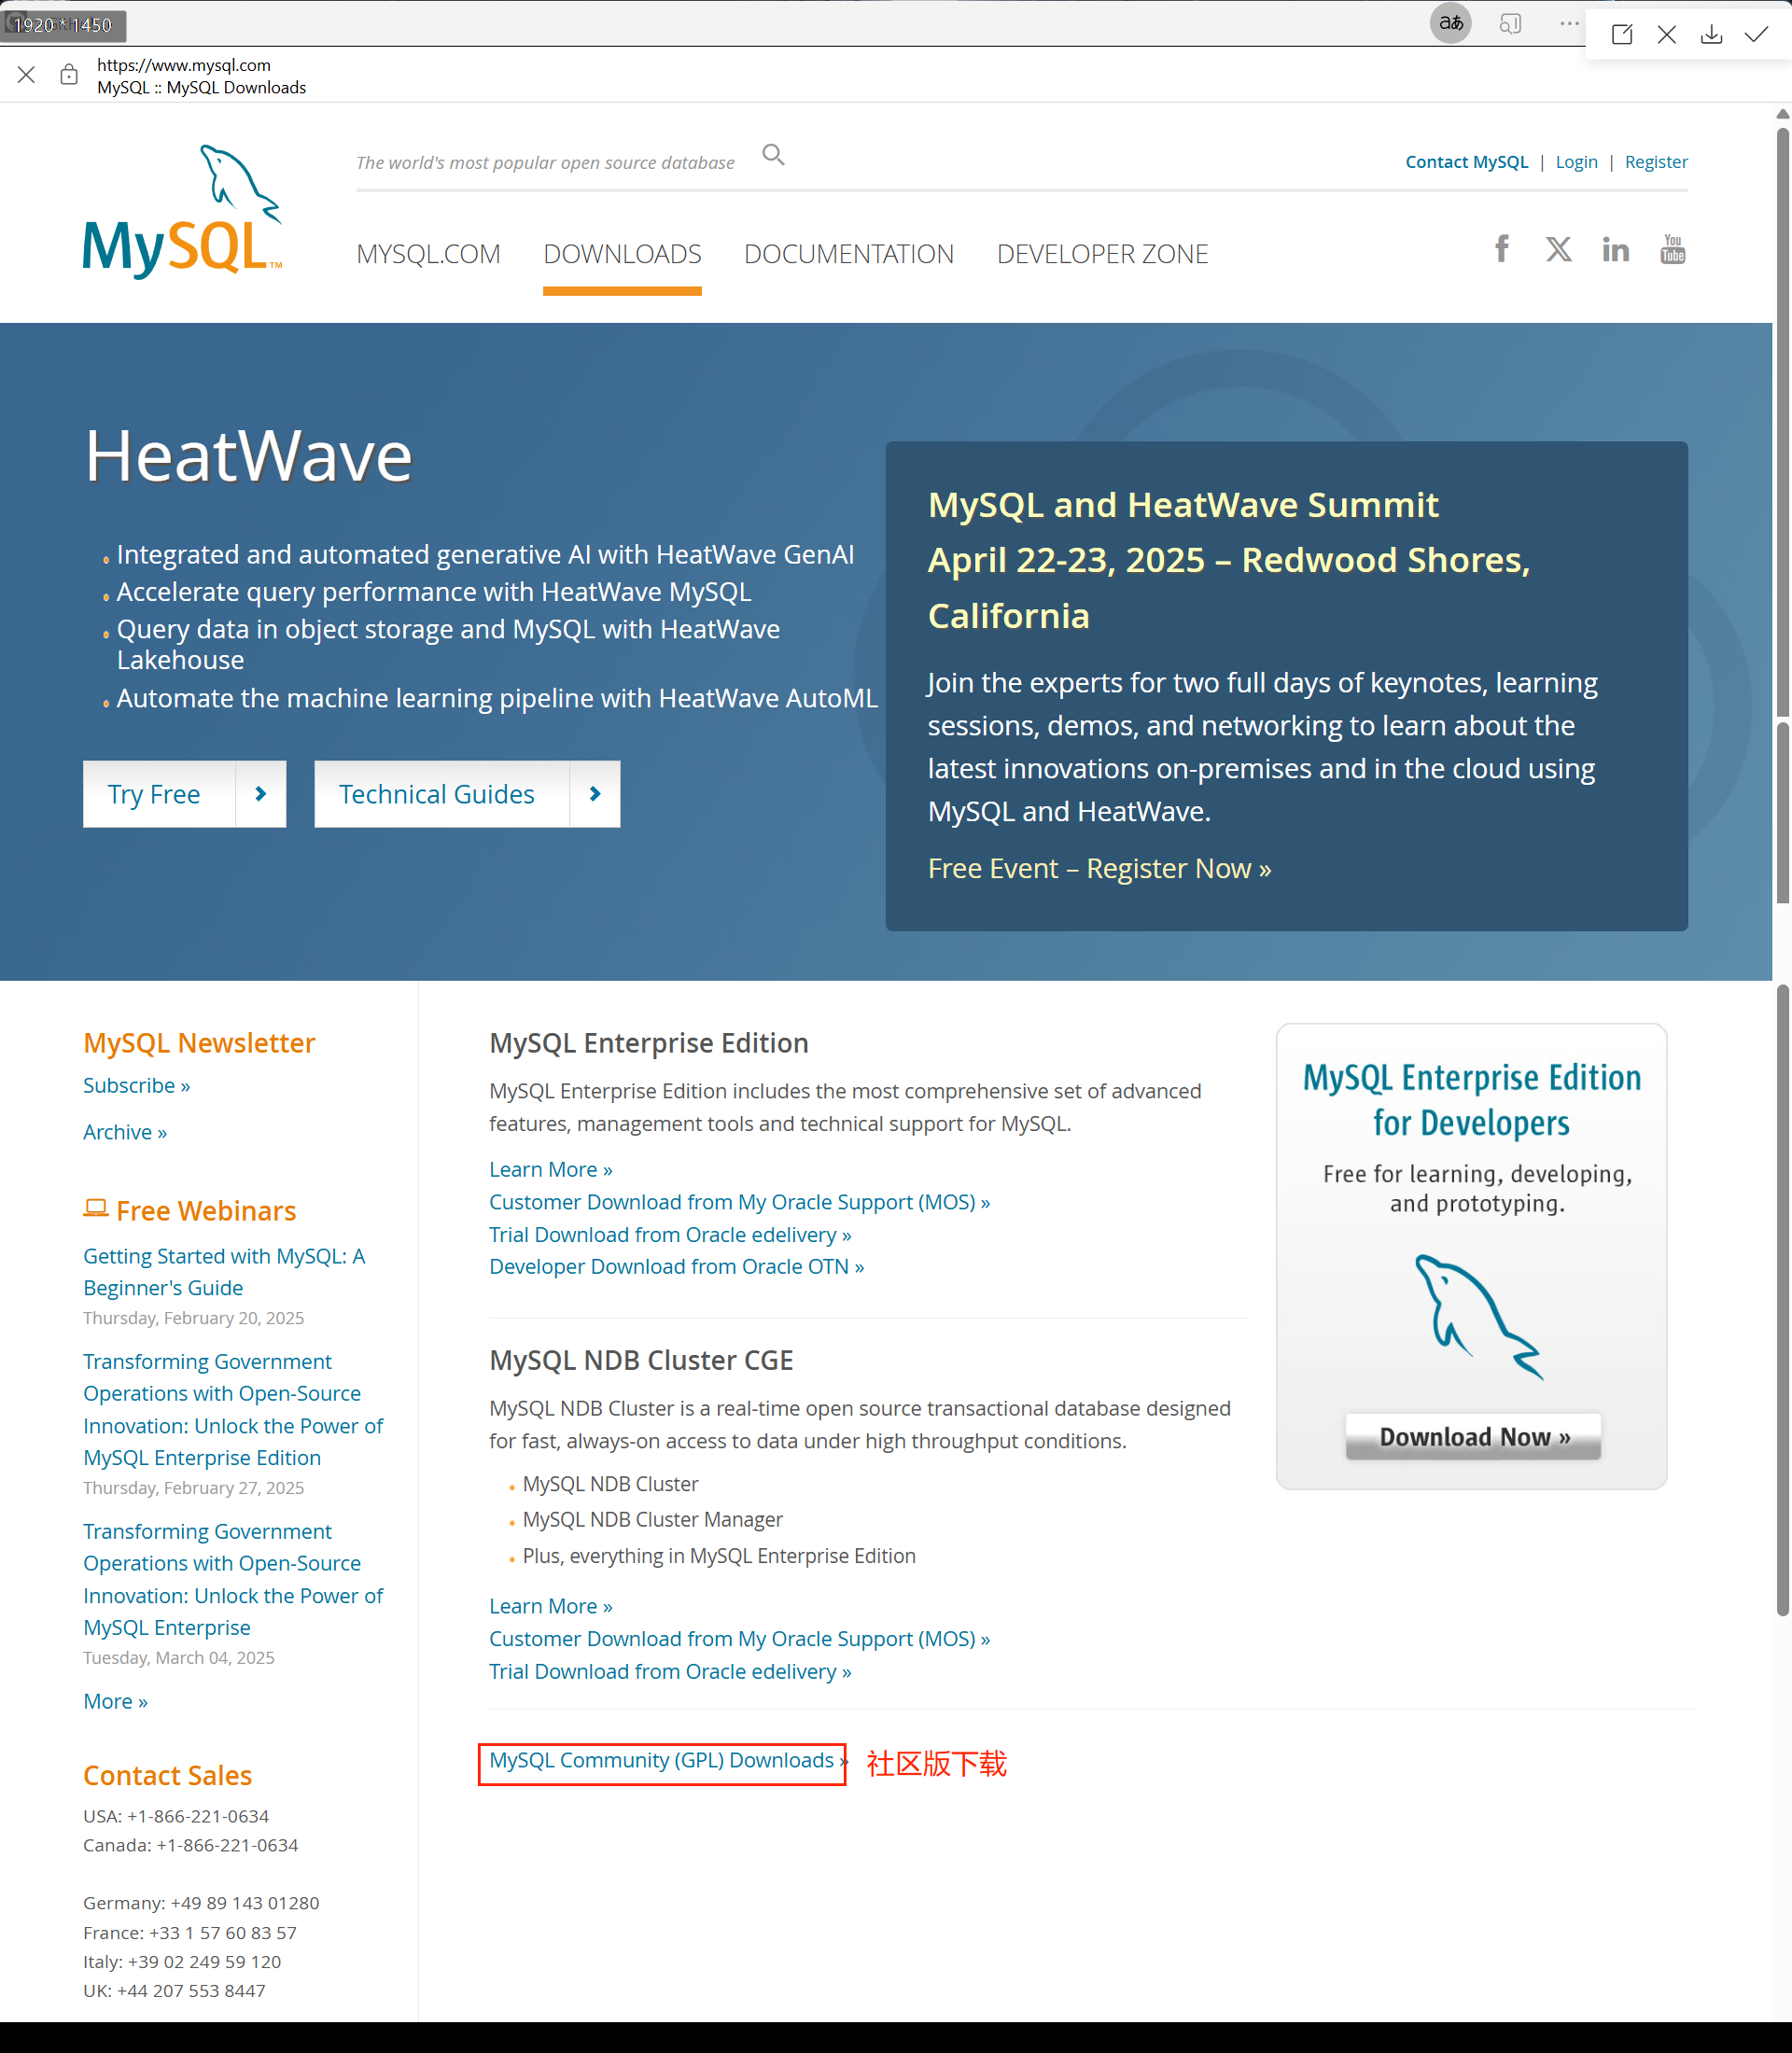 1920 * 1450
aあ
https://www.mysql.com
MySQL :: MySQL Downloads
MySQL™
The world's most popular open source database
Contact MySQL | Login | Register
MYSQL.COM DOWNLOADS DOCUMENTATION DEVELOPER ZONE
You Tube
HeatWave
Integrated and automated generative AI with HeatWave GenAI
Accelerate query performance with HeatWave MySQL
Query data in object storage and MySQL with HeatWave
Lakehouse
Automate the machine learning pipeline with HeatWave AutoML
Try Free
Technical Guides
MySQL and HeatWave Summit
April 22-23, 2025 – Redwood Shores,
California
Join the experts for two full days of keynotes, learning
sessions, demos, and networking to learn about the
latest innovations on-premises and in the cloud using
MySQL and HeatWave.
Free Event – Register Now »
MySQL Newsletter
Subscribe »
Archive »
Free Webinars
Getting Started with MySQL: A
Beginner's Guide
Thursday, February 20, 2025
Transforming Government
Operations with Open-Source
Innovation: Unlock the Power of
MySQL Enterprise Edition
Thursday, February 27, 2025
Transforming Government
Operations with Open-Source
Innovation: Unlock the Power of
MySQL Enterprise
Tuesday, March 04, 2025
More »
Contact Sales
USA: +1-866-221-0634
Canada: +1-866-221-0634
Germany: +49 89 143 01280
France: +33 1 57 60 83 57
Italy: +39 02 249 59 120
UK: +44 207 553 8447
MySQL Enterprise Edition
MySQL Enterprise Edition includes the most comprehensive set of advanced
features, management tools and technical support for MySQL.
Learn More »
Customer Download from My Oracle Support (MOS) »
Trial Download from Oracle edelivery »
Developer Download from Oracle OTN »
MySQL NDB Cluster CGE
MySQL NDB Cluster is a real-time open source transactional database designed
for fast, always-on access to data under high throughput conditions.
MySQL NDB Cluster
MySQL NDB Cluster Manager
Plus, everything in MySQL Enterprise Edition
Learn More »
Customer Download from My Oracle Support (MOS) »
Trial Download from Oracle edelivery »
MySQL Community (GPL) Downloads » 社区版下载
MySQL Enterprise Edition
for Developers
Free for learning, developing,
and prototyping.
Download Now »